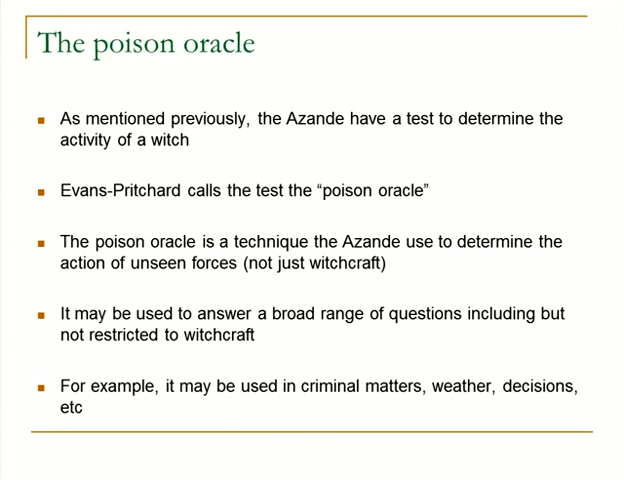 The poison oracle
As mentioned previously, the Azande have a test to determine the
activity of a witch
Evans-Pritchard calls the test the “poison oracle”
The poison oracle is a technique the Azande use to determine the
action of unseen forces (not just witchcraft)
It may be used to answer a broad range of questions including but
not restricted to witchcraft
For example, it may be used in criminal matters, weather, decisions,
etc